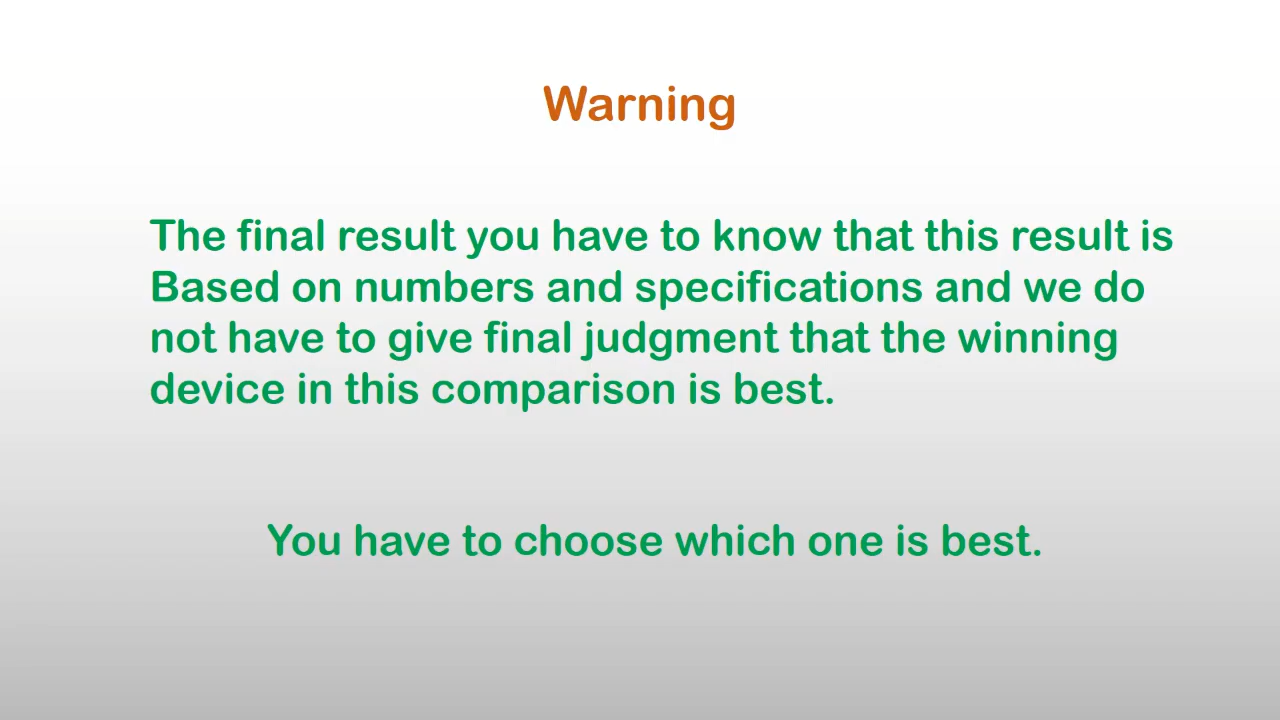 Warning
The final result you have to know that this result is
Based on numbers and specifications and we do
not have to give final judgment that the winning
device in this comparison is best.
You have to choose which one is best.